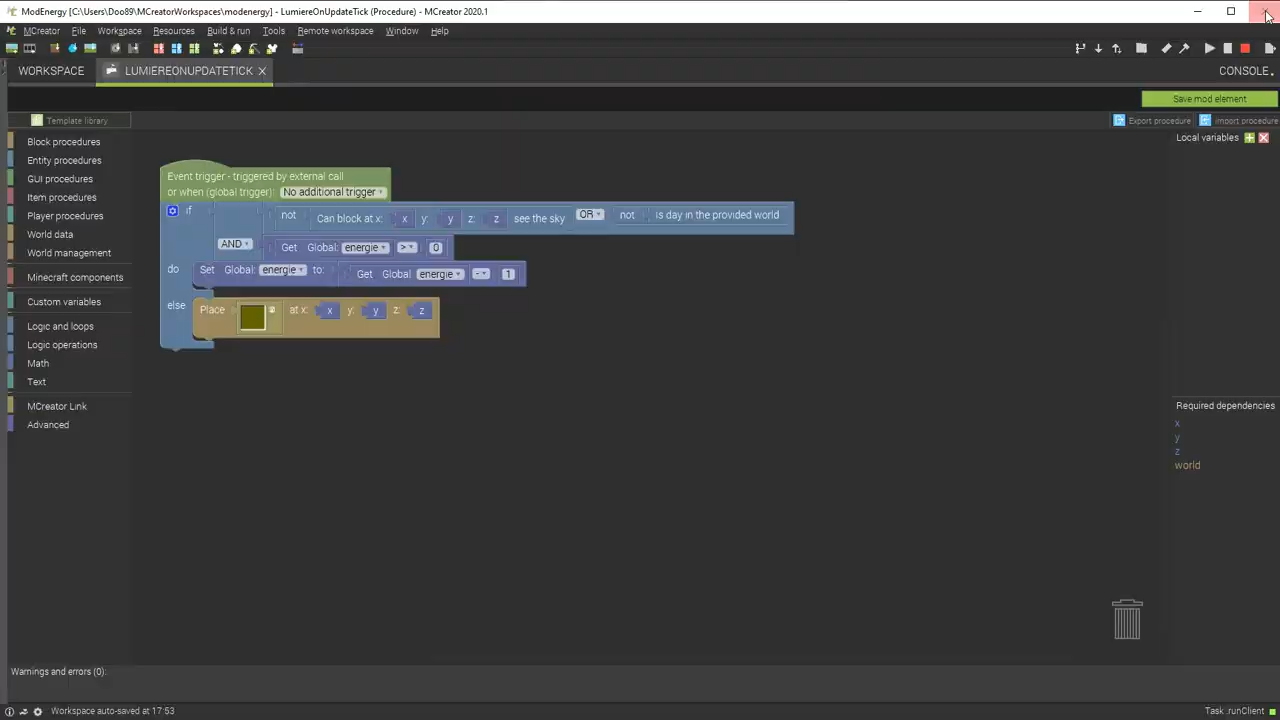 ModEnergy [C:\Users\Doo89\MCreatorWorkspaces\modenergy] - LumiereOnUpdateTick (Procedure) - MCreator 2020.1
MCreator File Workspace Resources Build & run Tools Remote workspace Window Help
WORKSPACE LUMIEREONUPDATETICK CONSOLE
Save mod element
Template library Export procedure Import procedure
Block procedures
Entity procedures
GUI procedures
Item procedures
Player procedures
World data
World management
Minecraft components
Custom variables
Logic and loops
Logic operations
Math
Text
MCreator Link
Advanced
Event trigger - triggered by external call
or when (global trigger): No additional trigger
if not Can block at x: x y: y z: z see the sky OR not is day in the provided world
AND Get Global: energie > 0
do Set Global: energie to: Get Global: energie - 1
else Place at x: x y: y z: z
Local variables
Required dependencies
x
y
z
world
Warnings and errors (0):
Workspace auto-saved at 17:53 Task :runClient